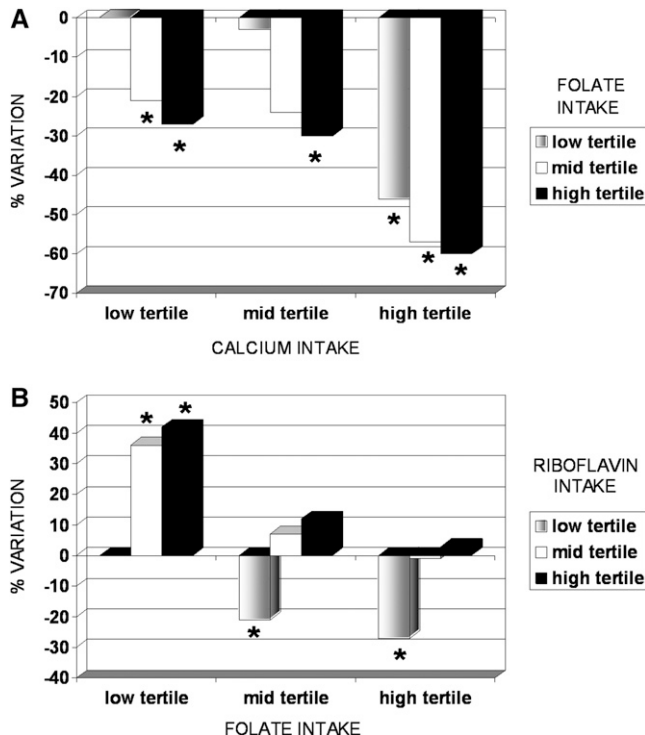 A
% VARIATION
0
-10
-20
-30
-40
-50
-60
-70
*
*
*
*
*
*
low tertile mid tertile high tertile
CALCIUM INTAKE
FOLATE
INTAKE
low tertile
mid tertile
high tertile
B
% VARIATION
50
40
30
20
10
0
-10
-20
-30
-40
*
*
*
*
low tertile mid tertile high tertile
FOLATE INTAKE
RIBOFLAVIN
INTAKE
low tertile
mid tertile
high tertile